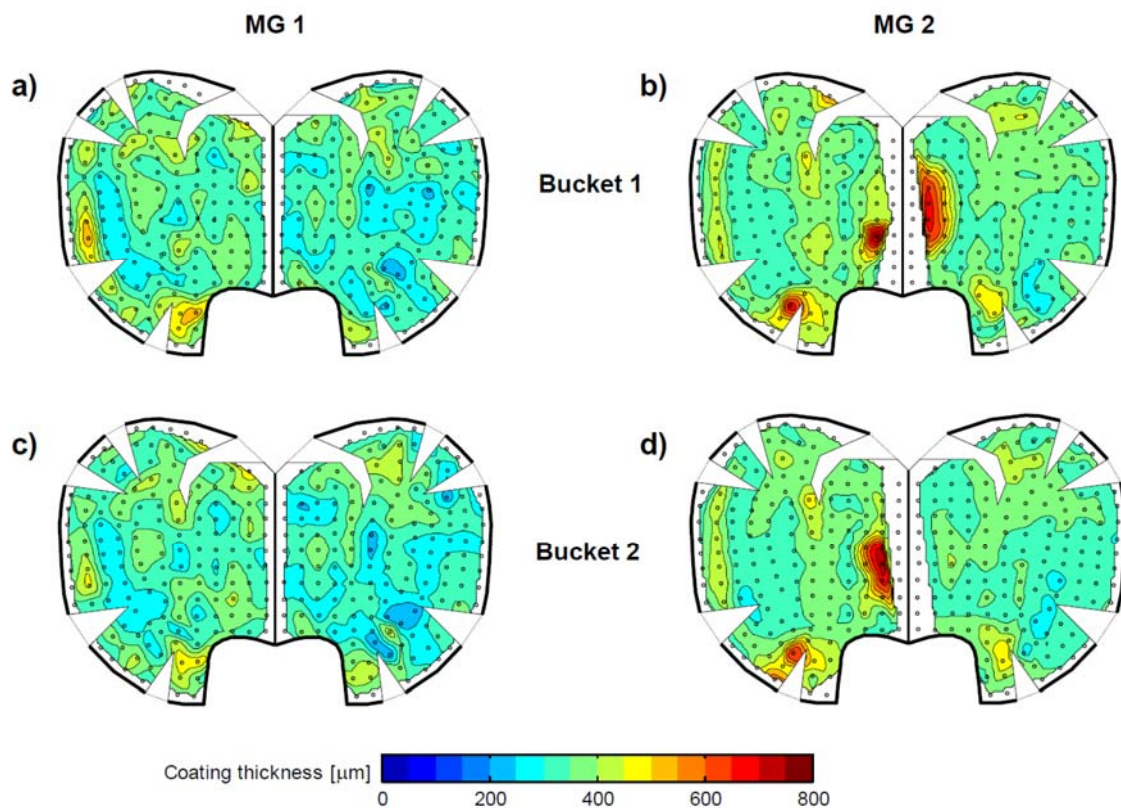 MG 1
MG 2
a)
b)
Bucket 1
c)
d)
Bucket 2
Coating thickness [µm]
0
200
400
600
800